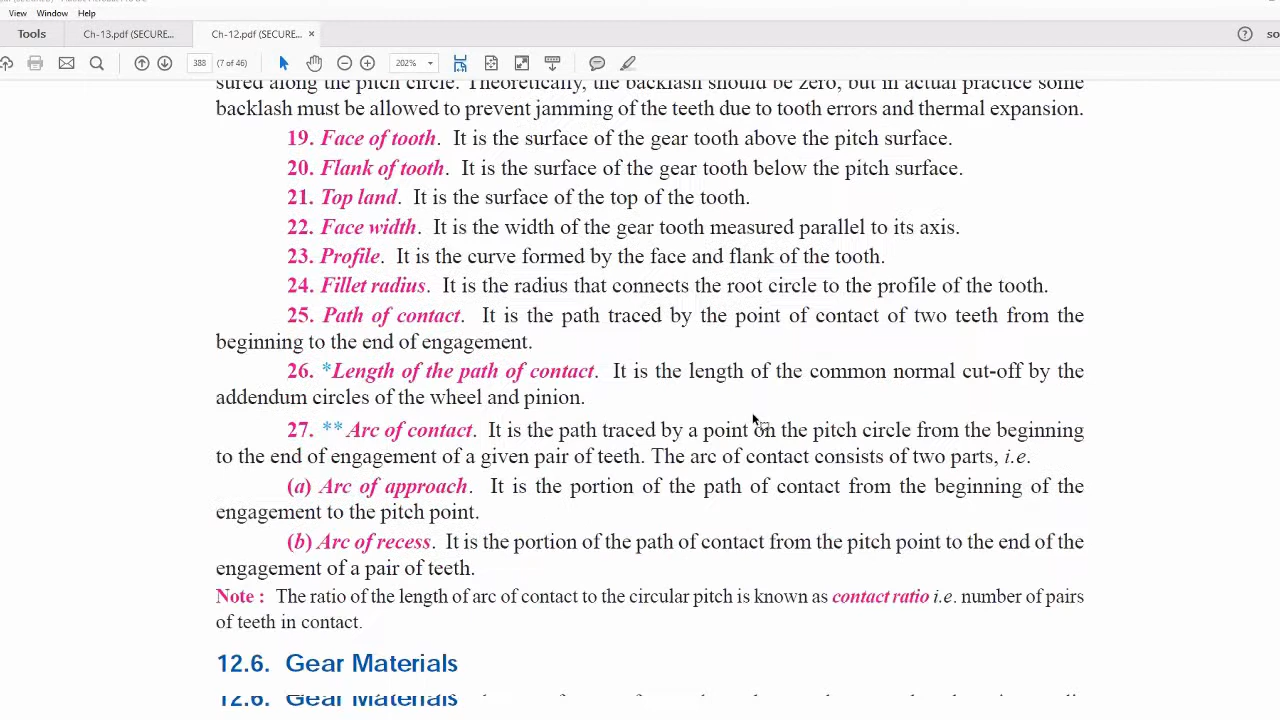 View Window Help
Tools Ch-13.pdf (SECURE... Ch-12.pdf (SECURE... × ? so
388 (7 of 46) 202%
sured along the pitch circle. Theoretically, the backlash should be zero, but in actual practice some
backlash must be allowed to prevent jamming of the teeth due to tooth errors and thermal expansion.
19. Face of tooth. It is the surface of the gear tooth above the pitch surface.
20. Flank of tooth. It is the surface of the gear tooth below the pitch surface.
21. Top land. It is the surface of the top of the tooth.
22. Face width. It is the width of the gear tooth measured parallel to its axis.
23. Profile. It is the curve formed by the face and flank of the tooth.
24. Fillet radius. It is the radius that connects the root circle to the profile of the tooth.
25. Path of contact. It is the path traced by the point of contact of two teeth from the
beginning to the end of engagement.
26. *Length of the path of contact. It is the length of the common normal cut-off by the
addendum circles of the wheel and pinion.
27. ** Arc of contact. It is the path traced by a point on the pitch circle from the beginning
to the end of engagement of a given pair of teeth. The arc of contact consists of two parts, i.e.
(a) Arc of approach. It is the portion of the path of contact from the beginning of the
engagement to the pitch point.
(b) Arc of recess. It is the portion of the path of contact from the pitch point to the end of the
engagement of a pair of teeth.
Note : The ratio of the length of arc of contact to the circular pitch is known as contact ratio i.e. number of pairs
of teeth in contact.
12.6. Gear Materials
12.6. Gear Materials